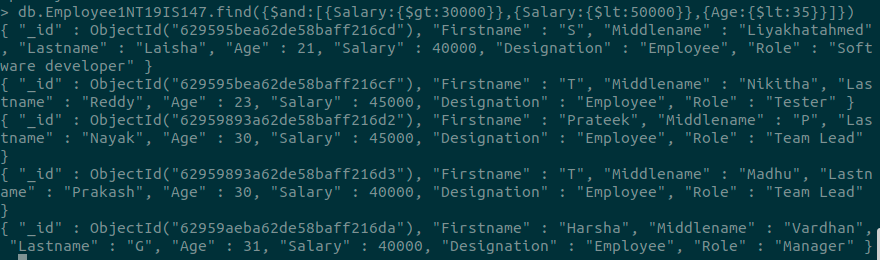 > db.Employee1NT19IS147.find({$and:[{Salary:{$gt:30000}},{Salary:{$lt:50000}},{Age:{$lt:35}}]})
{ "_id" : ObjectId("629595bea62de58baff216cd"), "Firstname" : "S", "Middlename" : "Liyakhatahmed"
, "Lastname" : "Laisha", "Age" : 21, "Salary" : 40000, "Designation" : "Employee", "Role" : "Soft
ware developer" }
{ "_id" : ObjectId("629595bea62de58baff216cf"), "Firstname" : "T", "Middlename" : "Nikitha", "Las
tname" : "Reddy", "Age" : 23, "Salary" : 45000, "Designation" : "Employee", "Role" : "Tester" }
{ "_id" : ObjectId("62959893a62de58baff216d2"), "Firstname" : "Prateek", "Middlename" : "P", "Las
tname" : "Nayak", "Age" : 30, "Salary" : 45000, "Designation" : "Employee", "Role" : "Team Lead"
}
{ "_id" : ObjectId("62959893a62de58baff216d3"), "Firstname" : "T", "Middlename" : "Madhu", "Lastn
ame" : "Prakash", "Age" : 30, "Salary" : 40000, "Designation" : "Employee", "Role" : "Team Lead"
}
{ "_id" : ObjectId("62959aeba62de58baff216da"), "Firstname" : "Harsha", "Middlename" : "Vardhan",
"Lastname" : "G", "Age" : 31, "Salary" : 40000, "Designation" : "Employee", "Role" : "Manager" }